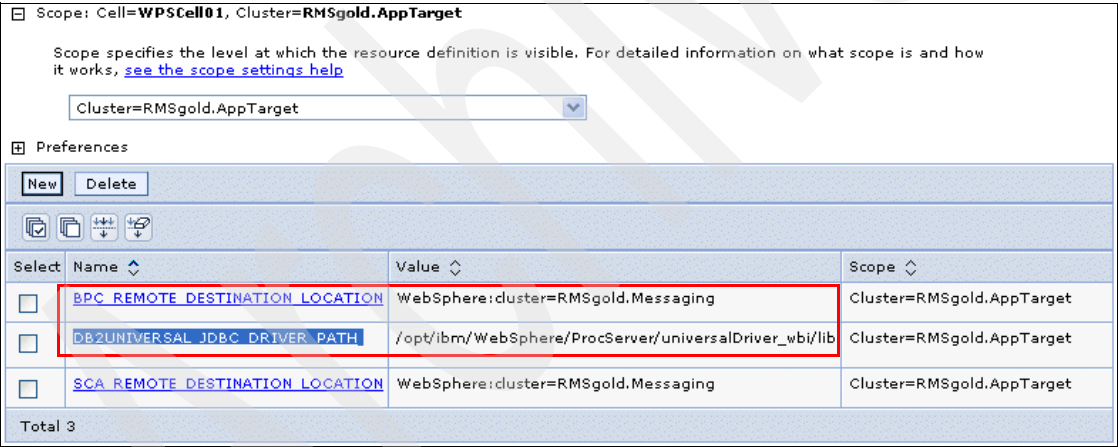 Scope: Cell=WPSCell01, Cluster=RMSgold.AppTarget
Scope specifies the level at which the resource definition is visible. For detailed information on what scope is and how
it works, see the scope settings help
Cluster=RMSgold.AppTarget
Preferences
New Delete
Select Name Value Scope
BPC_REMOTE_DESTINATION_LOCATION WebSphere:cluster=RMSgold.Messaging Cluster=RMSgold.AppTarget
DB2UNIVERSAL_JDBC_DRIVER_PATH /opt/ibm/WebSphere/ProcServer/universalDriver_wbi/lib Cluster=RMSgold.AppTarget
SCA_REMOTE_DESTINATION_LOCATION WebSphere:cluster=RMSgold.Messaging Cluster=RMSgold.AppTarget
Total 3